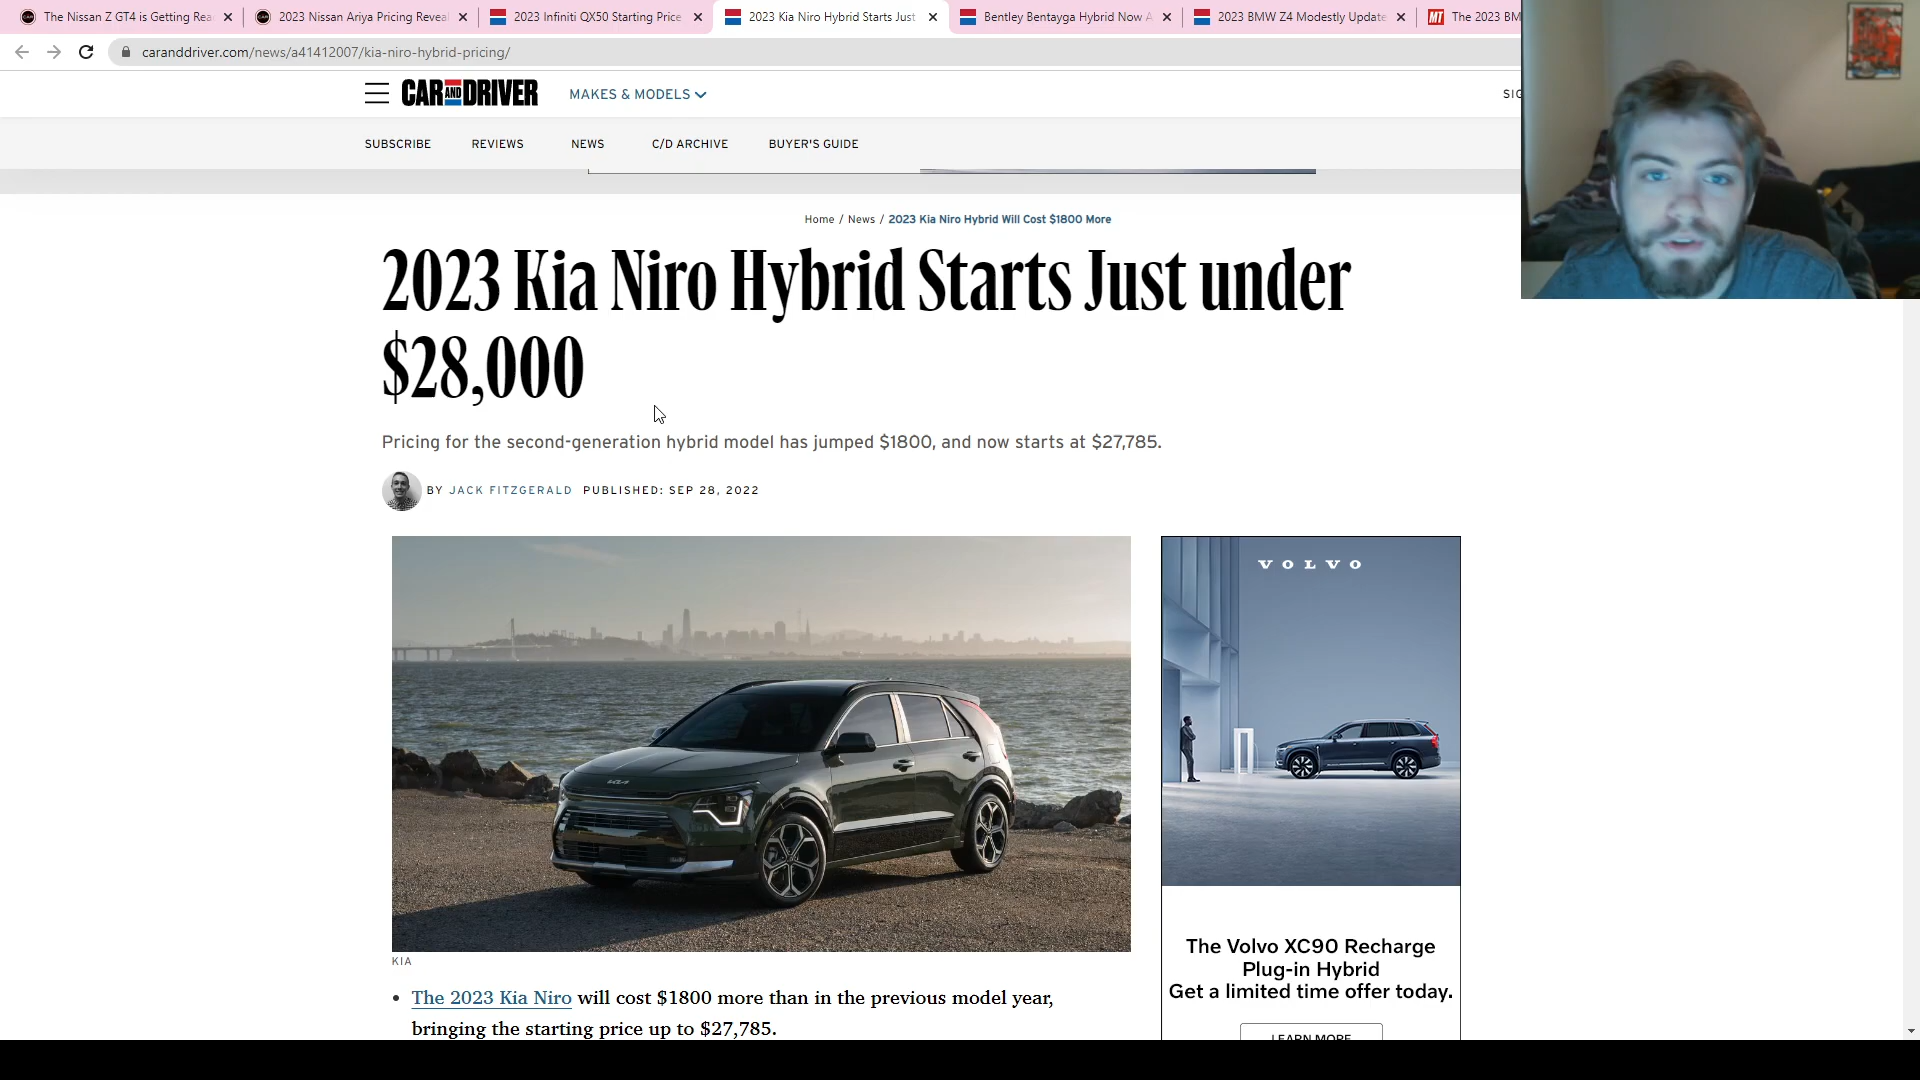 The Nissan Z GT4 is Getting Rea
2023 Nissan Ariya Pricing Reveal
2023 Infiniti QX50 Starting Price
2023 Kia Niro Hybrid Starts Just
Bentley Bentayga Hybrid Now A
2023 BMW Z4 Modestly Update
MT The 2023 BM
caranddriver.com/news/a41412007/kia-niro-hybrid-pricing/
CAR AND DRIVER
MAKES & MODELS
SIG
SUBSCRIBE REVIEWS NEWS C/D ARCHIVE BUYER'S GUIDE
Home / News / 2023 Kia Niro Hybrid Will Cost $1800 More
2023 Kia Niro Hybrid Starts Just under
$28,000
Pricing for the second-generation hybrid model has jumped $1800, and now starts at $27,785.
BY JACK FITZGERALD PUBLISHED: SEP 28, 2022
VOLVO
The Volvo XC90 Recharge
Plug-in Hybrid
Get a limited time offer today.
LEARN MORE
KIA
• The 2023 Kia Niro will cost $1800 more than in the previous model year,
bringing the starting price up to $27,785.